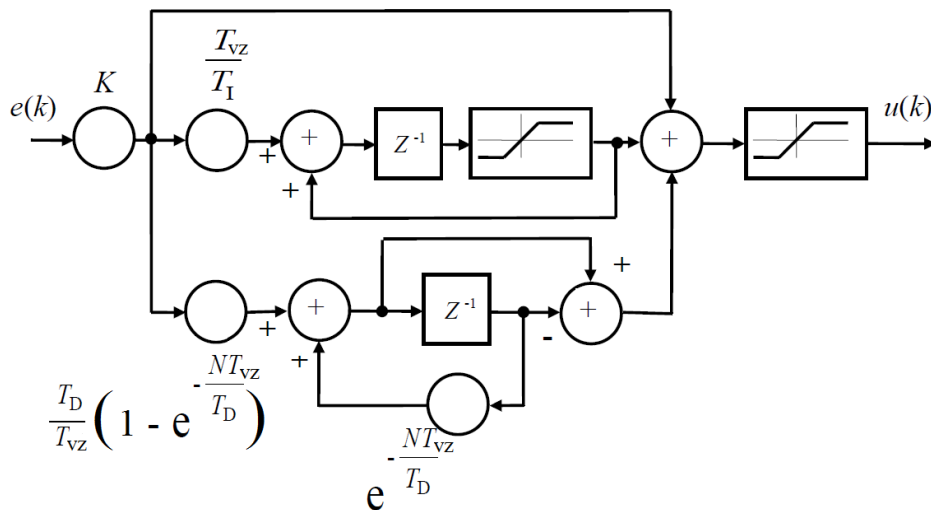 e(k)
K
T_vz / T_I
+
+
+
Z⁻¹
+
u(k)
+
+
+
Z⁻¹
+
-
+
T_D / T_vz (1 - e^(-NT_vz / T_D))
e^(-NT_vz / T_D)